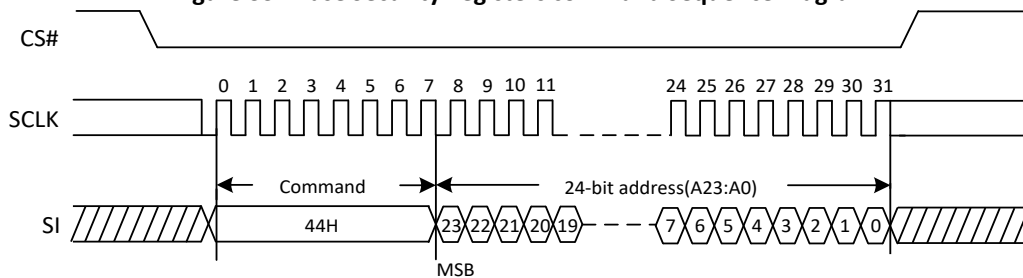 CS#
0 1 2 3 4 5 6 7 8 9 10 11 24 25 26 27 28 29 30 31
SCLK
Command 24-bit address(A23:A0)
SI 44H 23 22 21 20 19 7 6 5 4 3 2 1 0
MSB